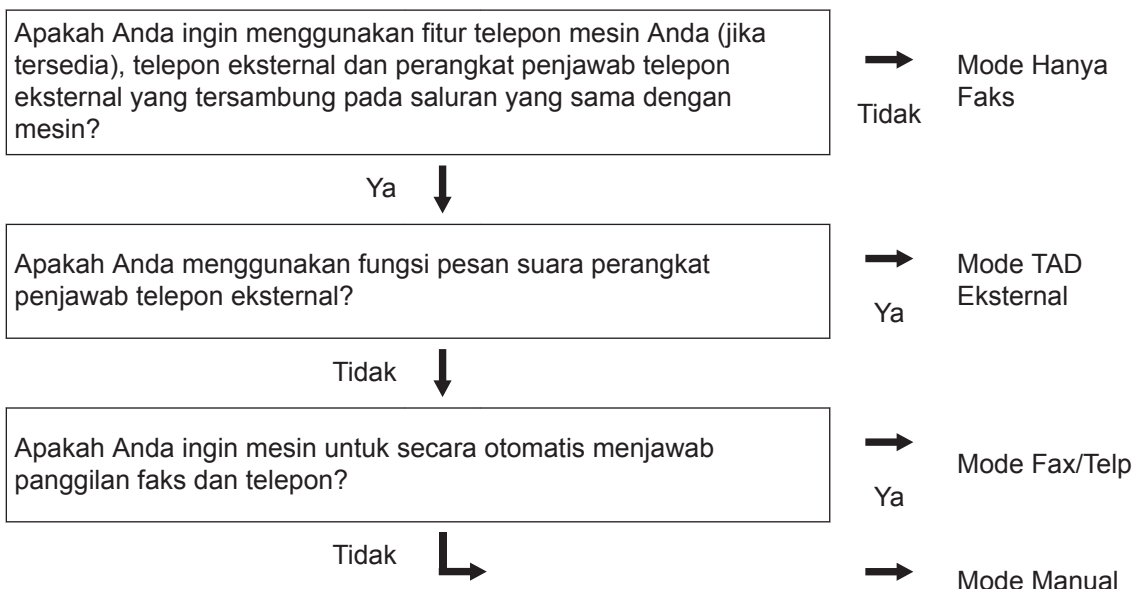 Apakah Anda ingin menggunakan fitur telepon mesin Anda (jika
tersedia), telepon eksternal dan perangkat penjawab telepon
eksternal yang tersambung pada saluran yang sama dengan
mesin?
Tidak
Mode Hanya
Faks
Ya
Apakah Anda menggunakan fungsi pesan suara perangkat
penjawab telepon eksternal?
Ya
Mode TAD
Eksternal
Tidak
Apakah Anda ingin mesin untuk secara otomatis menjawab
panggilan faks dan telepon?
Ya
Mode Fax/Telp
Tidak
Mode Manual